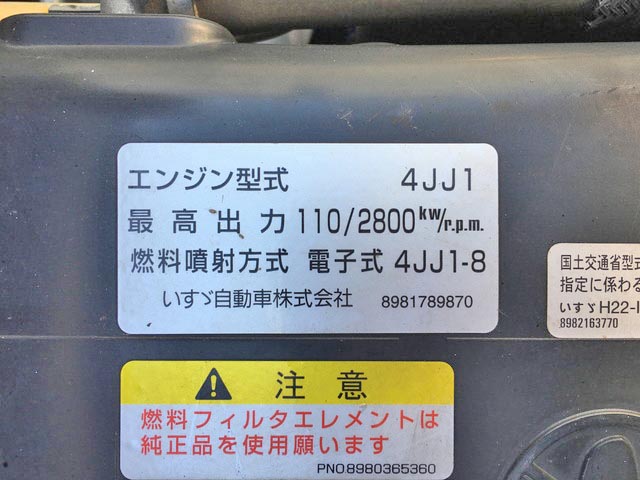 エンジン型式 4JJ1
最高出力 110/2800kw/r.p.m.
燃料噴射方式 電子式 4JJ1-8
いすゞ自動車株式会社 8981789870
国土交通省型式
指定に係わる
いすゞH22-I
8982163770
注意
燃料フィルタエレメントは
純正品を使用願います
PNO.8980365360